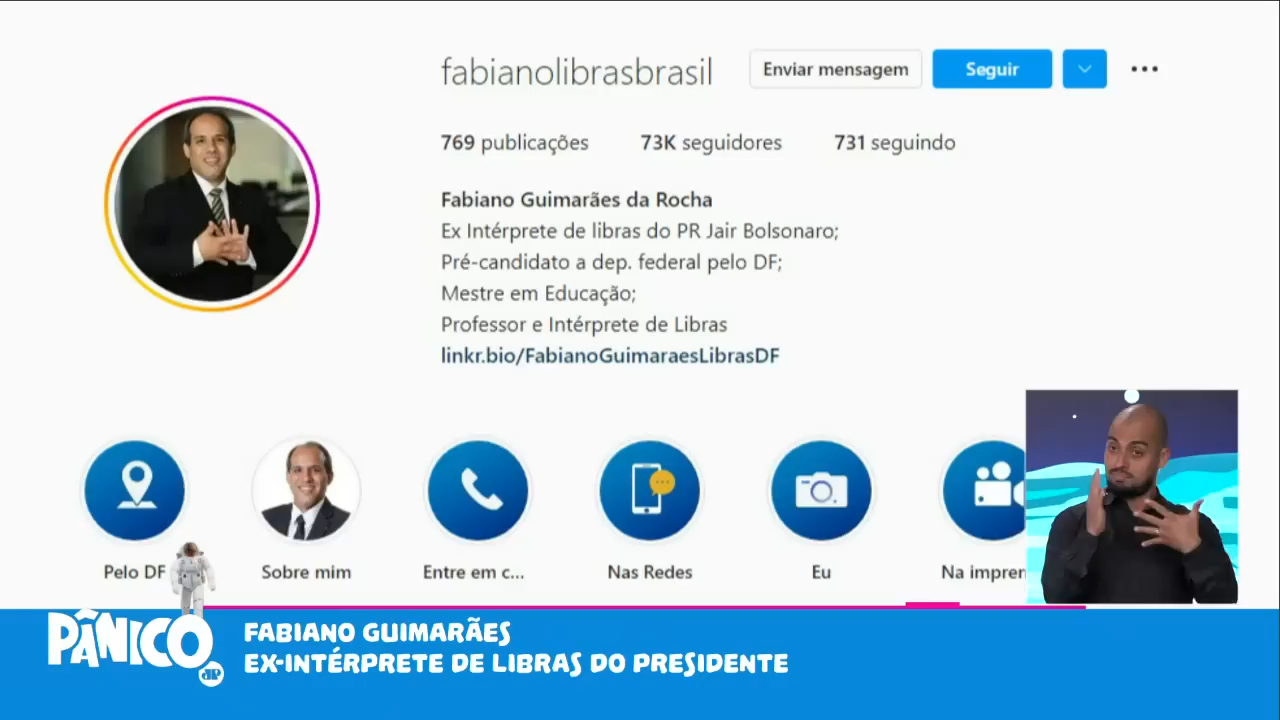 fabianolibrasbrasil
Enviar mensagem
Seguir
769 publicações
73K seguidores
731 seguindo
Fabiano Guimarães da Rocha
Ex Intérprete de libras do PR Jair Bolsonaro;
Pré-candidato a dep. federal pelo DF;
Mestre em Educação;
Professor e Intérprete de Libras
linkr.bio/FabianoGuimaraesLibrasDF
Pelo DF
Sobre mim
Entre em c...
Nas Redes
Eu
Na impren
PÂNICO
JP
FABIANO GUIMARÃES
EX-INTÉRPRETE DE LIBRAS DO PRESIDENTE